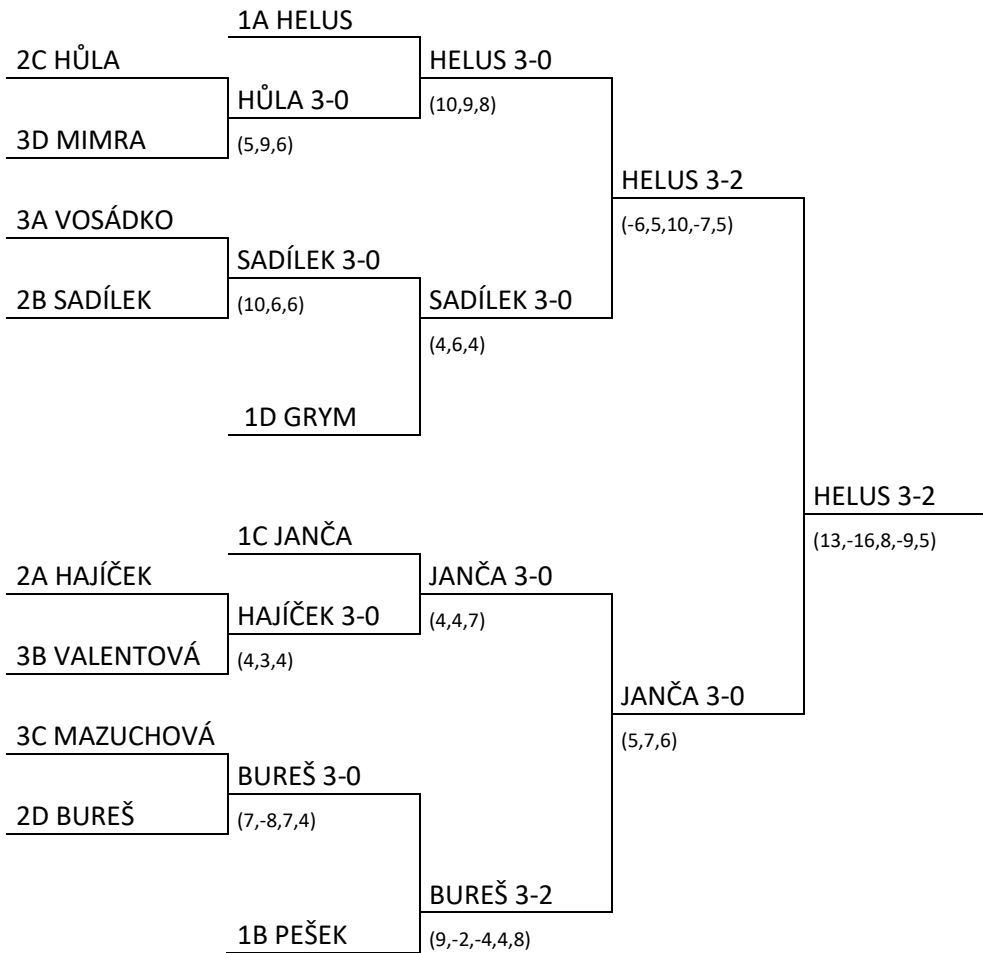 1A HELUS
2C HŮLA
HELUS 3-0
HŮLA 3-0
(10,9,8)
3D MIMRA
(5,9,6)
HELUS 3-2
3A VOSÁDKO
(-6,5,10,-7,5)
SADÍLEK 3-0
2B SADÍLEK
(10,6,6)
SADÍLEK 3-0
(4,6,4)
1D GRYM
HELUS 3-2
1C JANČA
(13,-16,8,-9,5)
2A HAJÍČEK
JANČA 3-0
HAJÍČEK 3-0
(4,4,7)
3B VALENTOVÁ
(4,3,4)
JANČA 3-0
3C MAZUCHOVÁ
(5,7,6)
BUREŠ 3-0
2D BUREŠ
(7,-8,7,4)
BUREŠ 3-2
1B PEŠEK
(9,-2,-4,4,8)